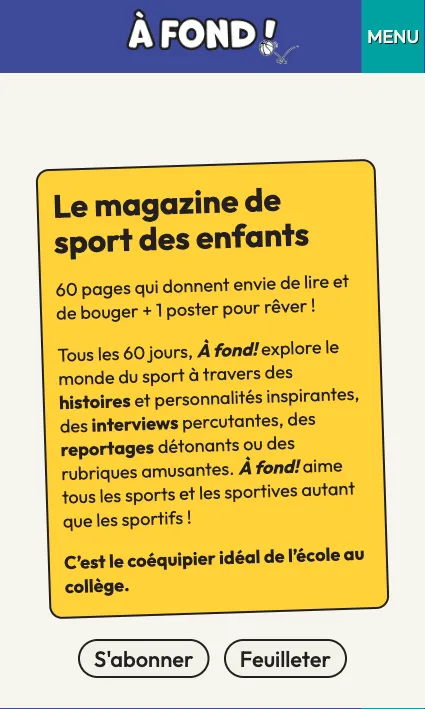 À FOND !
MENU
Le magazine de
sport des enfants
60 pages qui donnent envie de lire et
de bouger + 1 poster pour rêver !
Tous les 60 jours, À fond! explore le
monde du sport à travers des
histoires et personnalités inspirantes,
des interviews percutantes, des
reportages détonants ou des
rubriques amusantes. À fond! aime
tous les sports et les sportives autant
que les sportifs !
C'est le coéquipier idéal de l'école au
collège.
S'abonner
Feuilleter